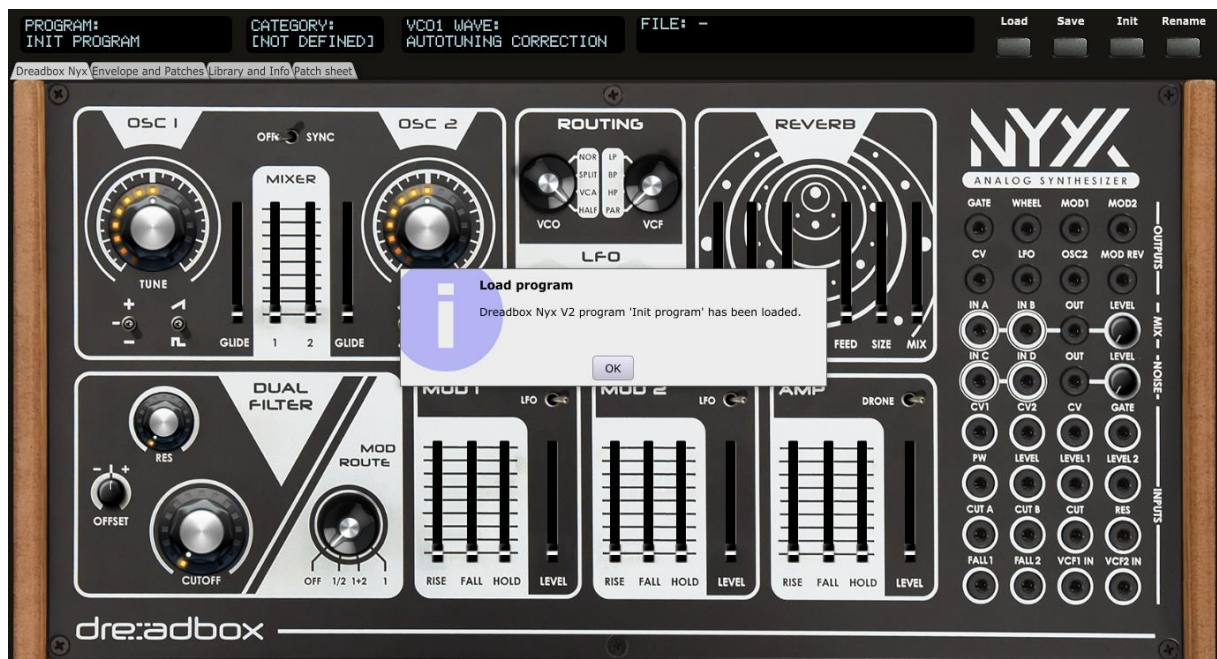 PROGRAM:
INIT PROGRAM
CATEGORY:
[NOT DEFINED]
VCO1 WAVE:
AUTOTUNING CORRECTION
FILE: -
Load Save Init Rename
Dreadbox Nyx Envelope and Patches Library and Info Patch sheet
OSC 1
OFF SYNC
OSC 2
MIXER
TUNE
+
-
-
GLIDE 1 2 GLIDE
ROUTING
NOR LP
SPLIT BP
VCA HP
HALF PAR
VCO VCF
LFO
REVERB
FEED SIZE MIX
Load program
Dreadbox Nyx V2 program 'Init program' has been loaded.
OK
DUAL
FILTER
RES
- +
OFFSET
CUTOFF
MOD
ROUTE
OFF 1/2 1+2 1
MOD 1
LFO
RISE FALL HOLD LEVEL
MOD 2
LFO
RISE FALL HOLD LEVEL
AMP
DRONE
RISE FALL HOLD LEVEL
NYX
ANALOG SYNTHESIZER
GATE WHEEL MOD1 MOD2
CV LFO OSC2 MOD REV
OUTPUTS
IN A IN B OUT LEVEL
MIX
IN C IN D OUT LEVEL
NOISE
CV1 CV2 CV GATE
PW LEVEL LEVEL 1 LEVEL 2
CUT A CUT B CUT RES
INPUTS
FALL 1 FALL 2 VCF1 IN VCF2 IN
dreadbox